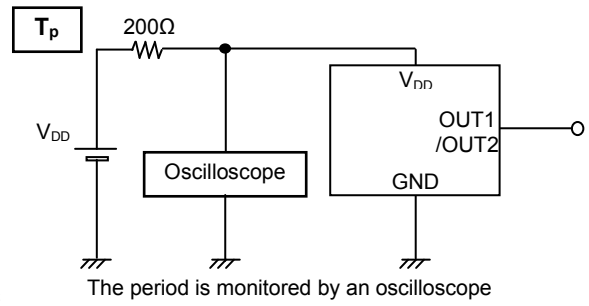 Tp
200Ω
VDD
VDD
OUT1
/OUT2
Oscilloscope
GND
The period is monitored by an oscilloscope